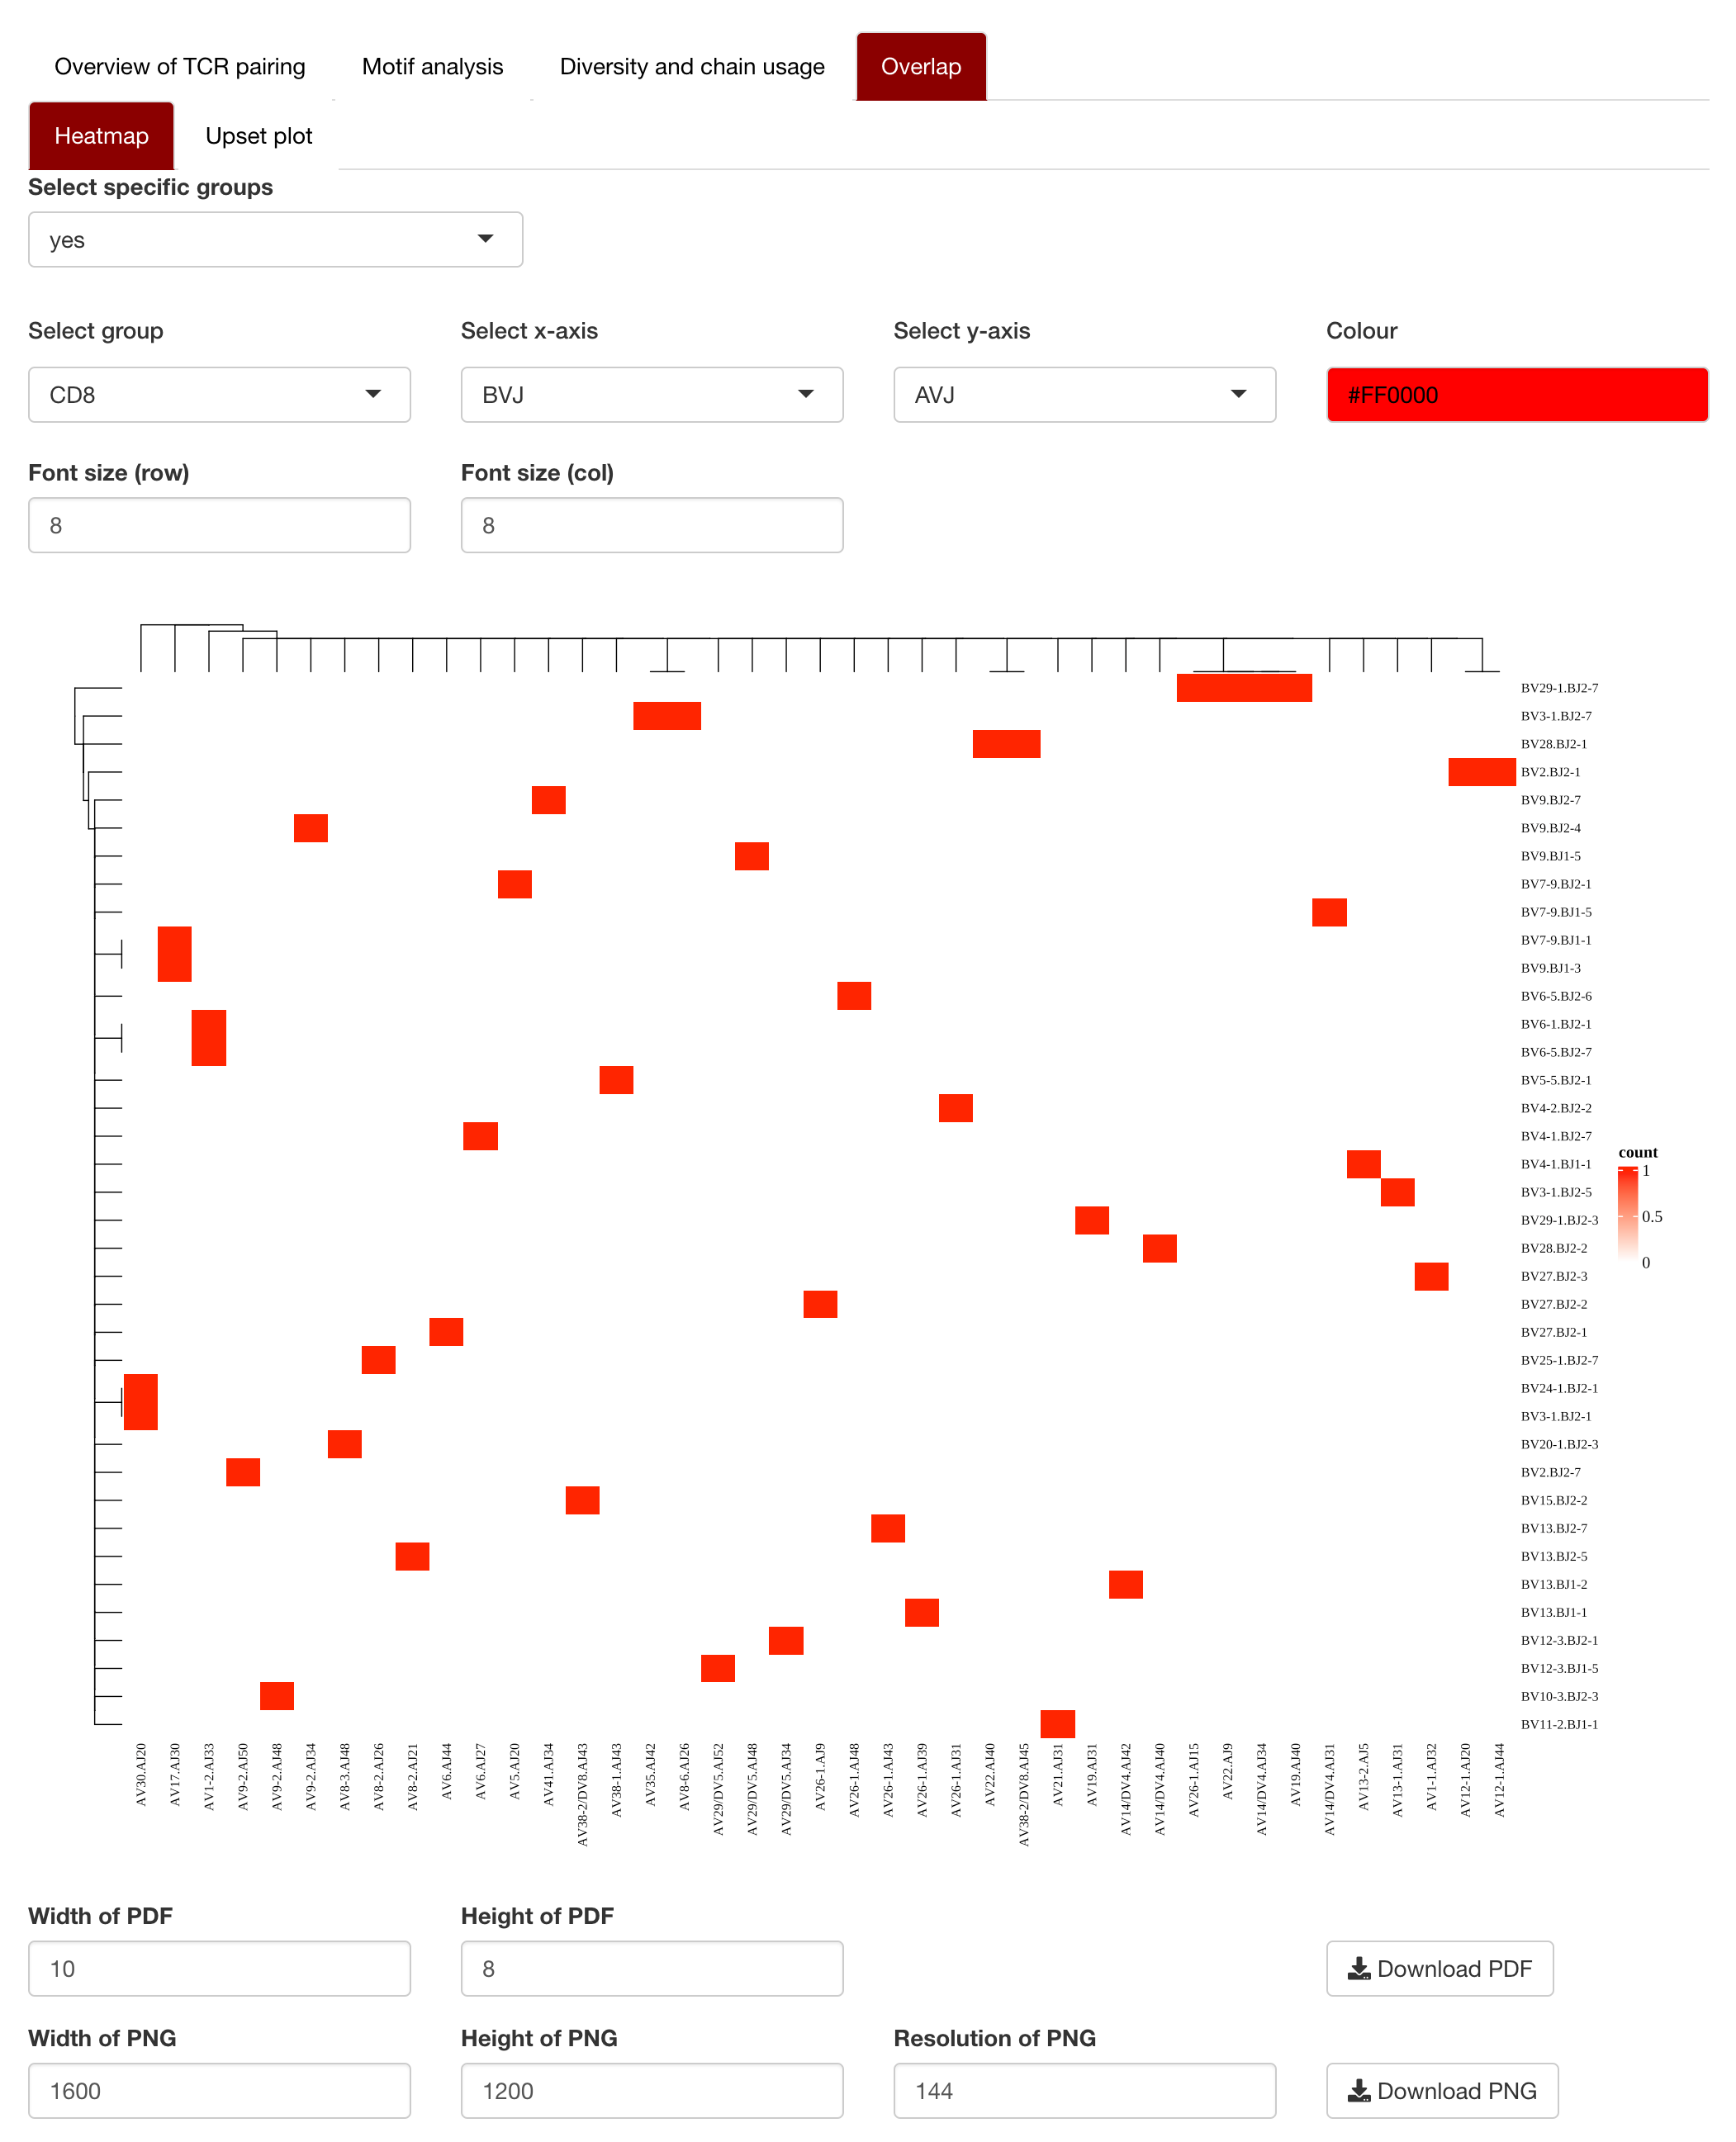 Overview of TCR pairing Motif analysis Diversity and chain usage Overlap
Heatmap Upset plot
Select specific groups
yes
Select group Select x-axis Select y-axis Colour
CD8 BVJ AVJ #FF0000
Font size (row) Font size (col)
8 8
BV29-1.BJ2-7
BV3-1.BJ2-7
BV28.BJ2-1
BV2.BJ2-1
BV9.BJ2-7
BV9.BJ2-4
BV9.BJ1-5
BV7-9.BJ2-1
BV7-9.BJ1-5
BV7-9.BJ1-1
BV9.BJ1-3
BV6-5.BJ2-6
BV6-1.BJ2-1
BV6-5.BJ2-7
BV5-5.BJ2-1
BV4-2.BJ2-2
BV4-1.BJ2-7
BV4-1.BJ1-1
BV3-1.BJ2-5
BV29-1.BJ2-3
BV28.BJ2-2
BV27.BJ2-3
BV27.BJ2-2
BV27.BJ2-1
BV25-1.BJ2-7
BV24-1.BJ2-1
BV3-1.BJ2-1
BV20-1.BJ2-3
BV2.BJ2-7
BV15.BJ2-2
BV13.BJ2-7
BV13.BJ2-5
BV13.BJ1-2
BV13.BJ1-1
BV12-3.BJ2-1
BV12-3.BJ1-5
BV10-3.BJ2-3
BV11-2.BJ1-1
count
1
0.5
0
AV30.AJ20
AV17.AJ30
AV1-2.AJ33
AV9-2.AJ50
AV9-2.AJ48
AV9-2.AJ34
AV8-3.AJ48
AV8-2.AJ26
AV8-2.AJ21
AV6.AJ44
AV6.AJ27
AV5.AJ20
AV41.AJ34
AV38-2/DV8.AJ43
AV38-1.AJ43
AV35.AJ42
AV8-6.AJ26
AV29/DV5.AJ52
AV29/DV5.AJ48
AV29/DV5.AJ34
AV26-1.AJ9
AV26-1.AJ48
AV26-1.AJ43
AV26-1.AJ39
AV26-1.AJ31
AV22.AJ40
AV38-2/DV8.AJ45
AV21.AJ31
AV19.AJ31
AV14/DV4.AJ42
AV14/DV4.AJ40
AV26-1.AJ15
AV22.AJ9
AV14/DV4.AJ34
AV19.AJ40
AV14/DV4.AJ31
AV13-2.AJ5
AV13-1.AJ31
AV1-1.AJ32
AV12-1.AJ20
AV12-1.AJ44
Width of PDF Height of PDF
10 8 Download PDF
Width of PNG Height of PNG Resolution of PNG
1600 1200 144 Download PNG